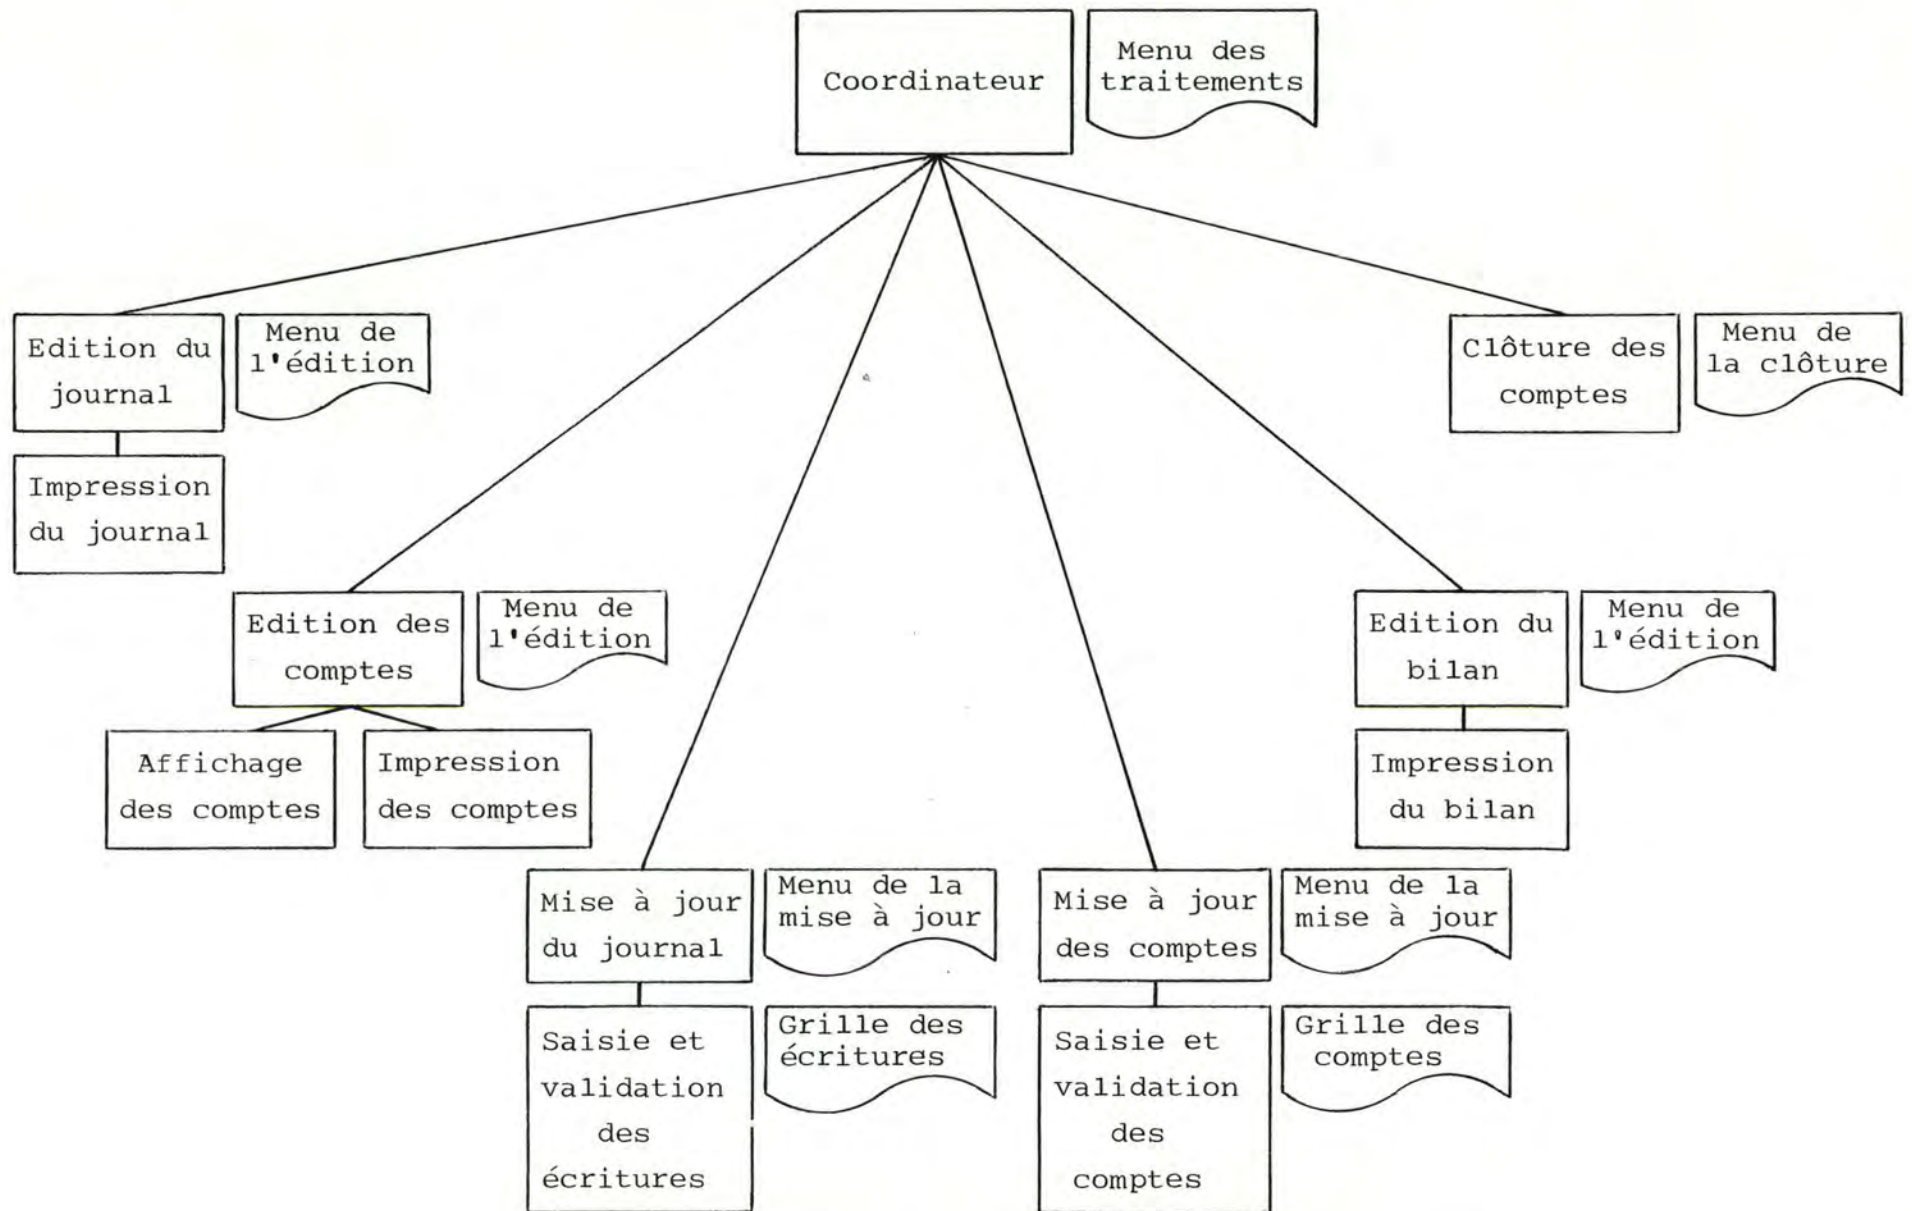 Coordinateur
Menu des
traitements
Edition du
journal
Menu de
l'édition
Clôture des
comptes
Menu de
la clôture
Impression
du journal
Edition des
comptes
Menu de
l'édition
Edition du
bilan
Menu de
l'édition
Affichage
des comptes
Impression
des comptes
Impression
du bilan
Mise à jour
du journal
Menu de la
mise à jour
Mise à jour
des comptes
Menu de la
mise à jour
Saisie et
validation
des
écritures
Grille des
écritures
Saisie et
validation
des
comptes
Grille des
comptes